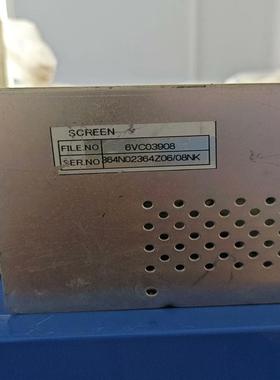 SCREEN
FILE NO 6VC03908
SER.NO 364N02364Z06/08NK